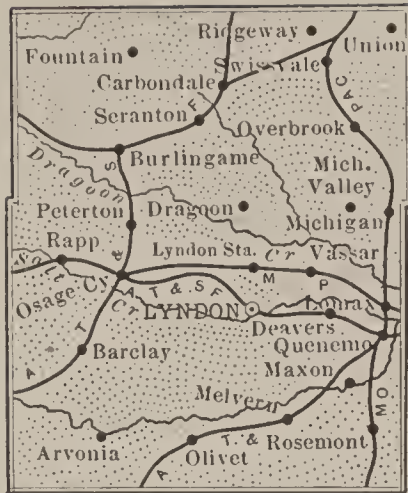 Ridgeway
Union
Fountain
Carbondale
Scranton
Overbrook
Burlingame
Dragoon
Mich.
Valley
Peterton
Dragoon
Michigan
Rapp
Lyndon Sta.
Cr
Vassar
Salt
Osage Cy
A T & S F
M P
Cr
LYNDON
Lomax
Deavers
Quenemo
Barclay
Maxon
Melvern
Arvonia
Olivet
A T &
Rosemont
MO
PAC
A T & S F